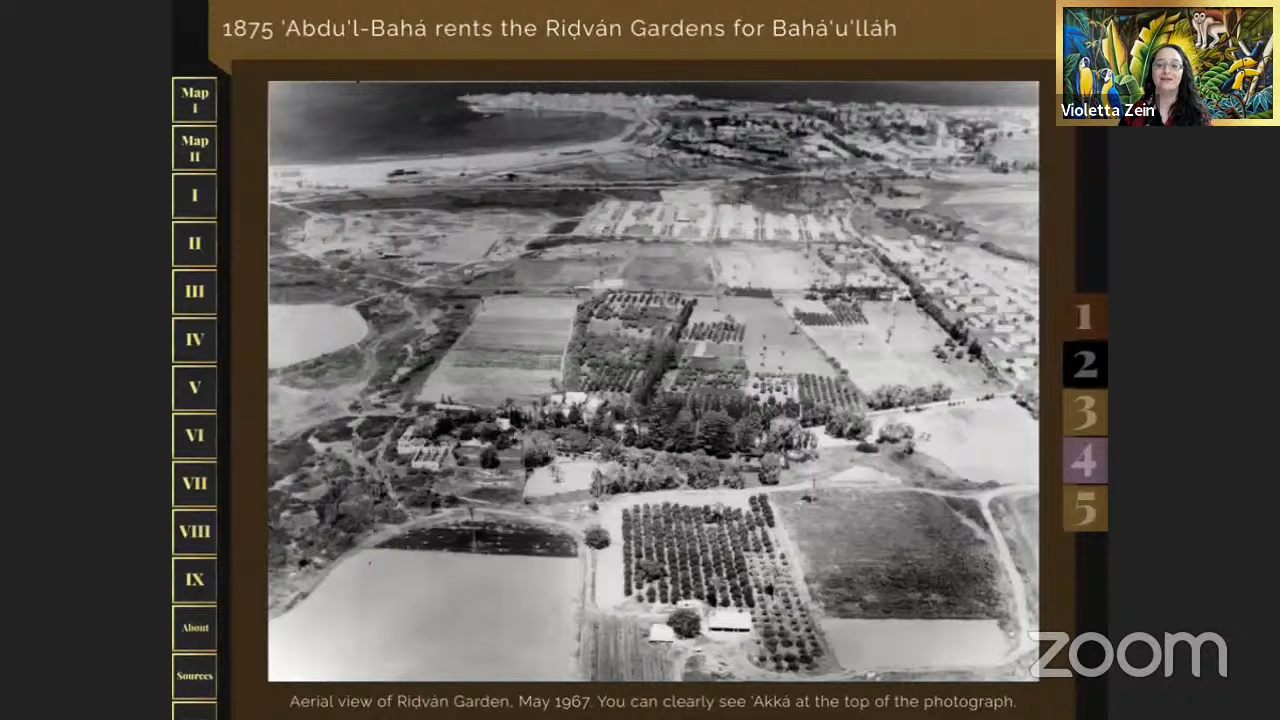 1875 'Abdu'l-Bahá rents the Riḍván Gardens for Bahá'u'lláh
Violetta Zein
Map
I
Map
II
I
II
III
IV
V
VI
VII
VIII
IX
About
Sources
1
2
3
4
5
zoom
Aerial view of Riḍván Garden, May 1967. You can clearly see 'Akká at the top of the photograph.